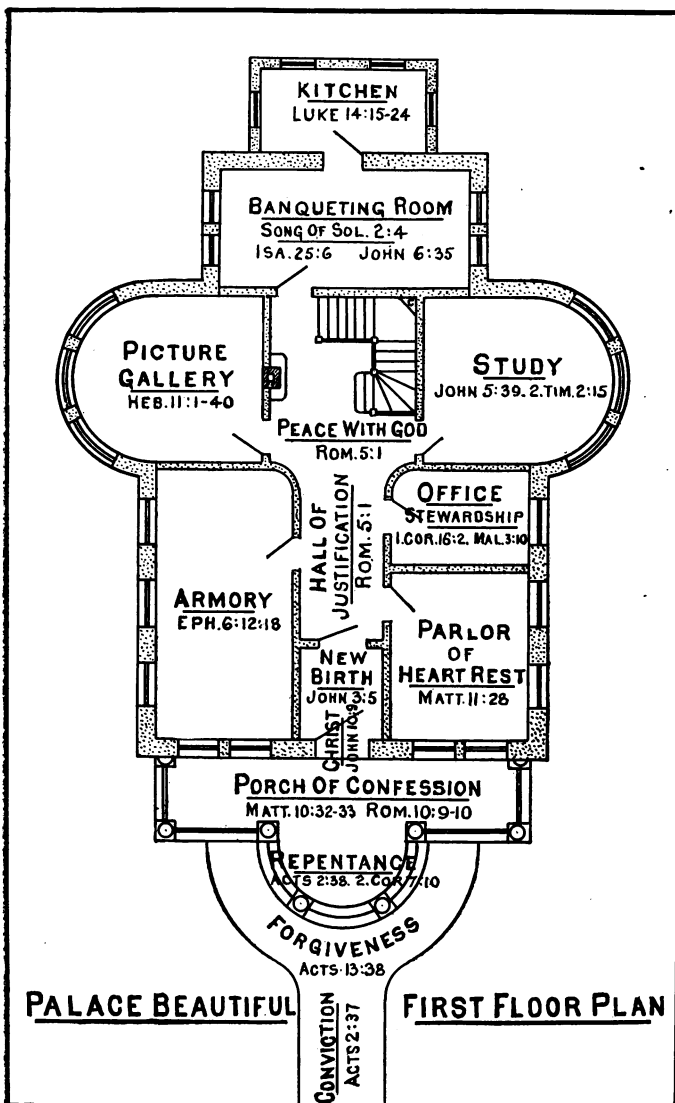 KITCHEN
LUKE 14:15-24
BANQUETING ROOM
SONG OF SOL. 2:4
ISA. 25:6 JOHN 6:35
PICTURE
GALLERY
HEB. 11:1-40
STUDY
JOHN 5:39. 2.TIM. 2:15
PEACE WITH GOD
ROM. 5:1
HALL OF
JUSTIFICATION
ROM. 5:1
OFFICE
STEWARDSHIP
1.COR. 16:2. MAL. 3:10
ARMORY
EPH. 6:12:18
PARLOR
OF
HEART REST
MATT. 11:28
NEW
BIRTH
JOHN 3:5
CHRIST
JOHN 10:9
PORCH OF CONFESSION
MATT. 10:32-33 ROM. 10:9-10
REPENTANCE
ACTS 2:38. 2.COR 7:10
FORGIVENESS
ACTS 13:38
PALACE BEAUTIFUL
FIRST FLOOR PLAN
CONVICTION
ACTS 2:37